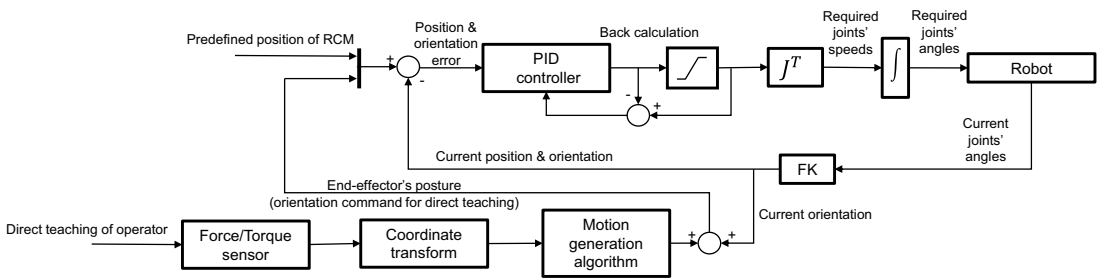 Predefined position of RCM
Position &
orientation
error
PID
controller
Back calculation
Required
joints'
speeds
Required
joints'
angles
J^T
∫
Robot
+
-
-
+
Current
joints'
angles
Current position & orientation
FK
End-effector's posture
(orientation command for direct teaching)
Current orientation
Direct teaching of operator
Force/Torque
sensor
Coordinate
transform
Motion
generation
algorithm
+
+